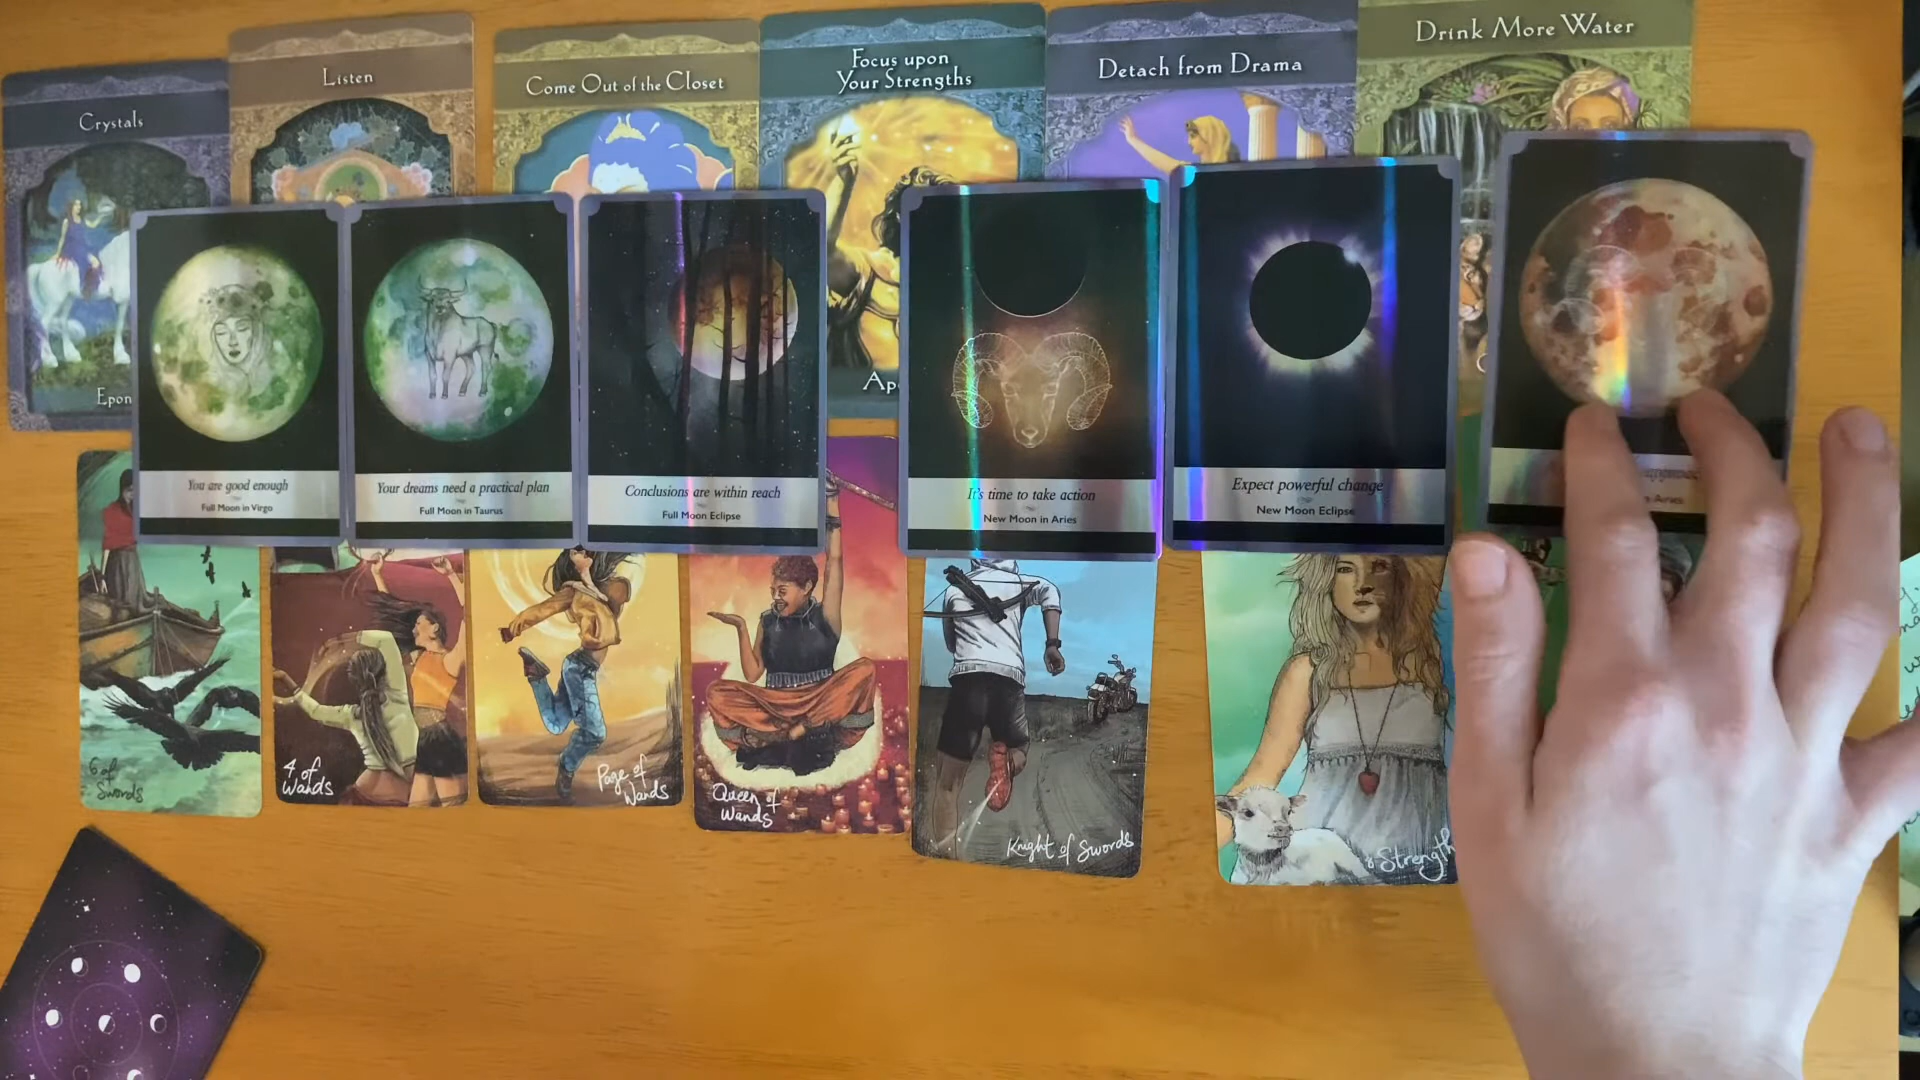 Crystals
Listen
Come Out of the Closet
Focus upon
Your Strengths
Detach from Drama
Drink More Water
Epon
Ap
You are good enough
Full Moon in Virgo
Your dreams need a practical plan
Full Moon in Taurus
Conclusions are within reach
Full Moon Eclipse
It's time to take action
New Moon in Aries
Expect powerful change
New Moon Eclipse
Aries
6 of
Swords
4 of
Wands
Page of
Wands
Queen of
Wands
Knight of Swords
8 Strength